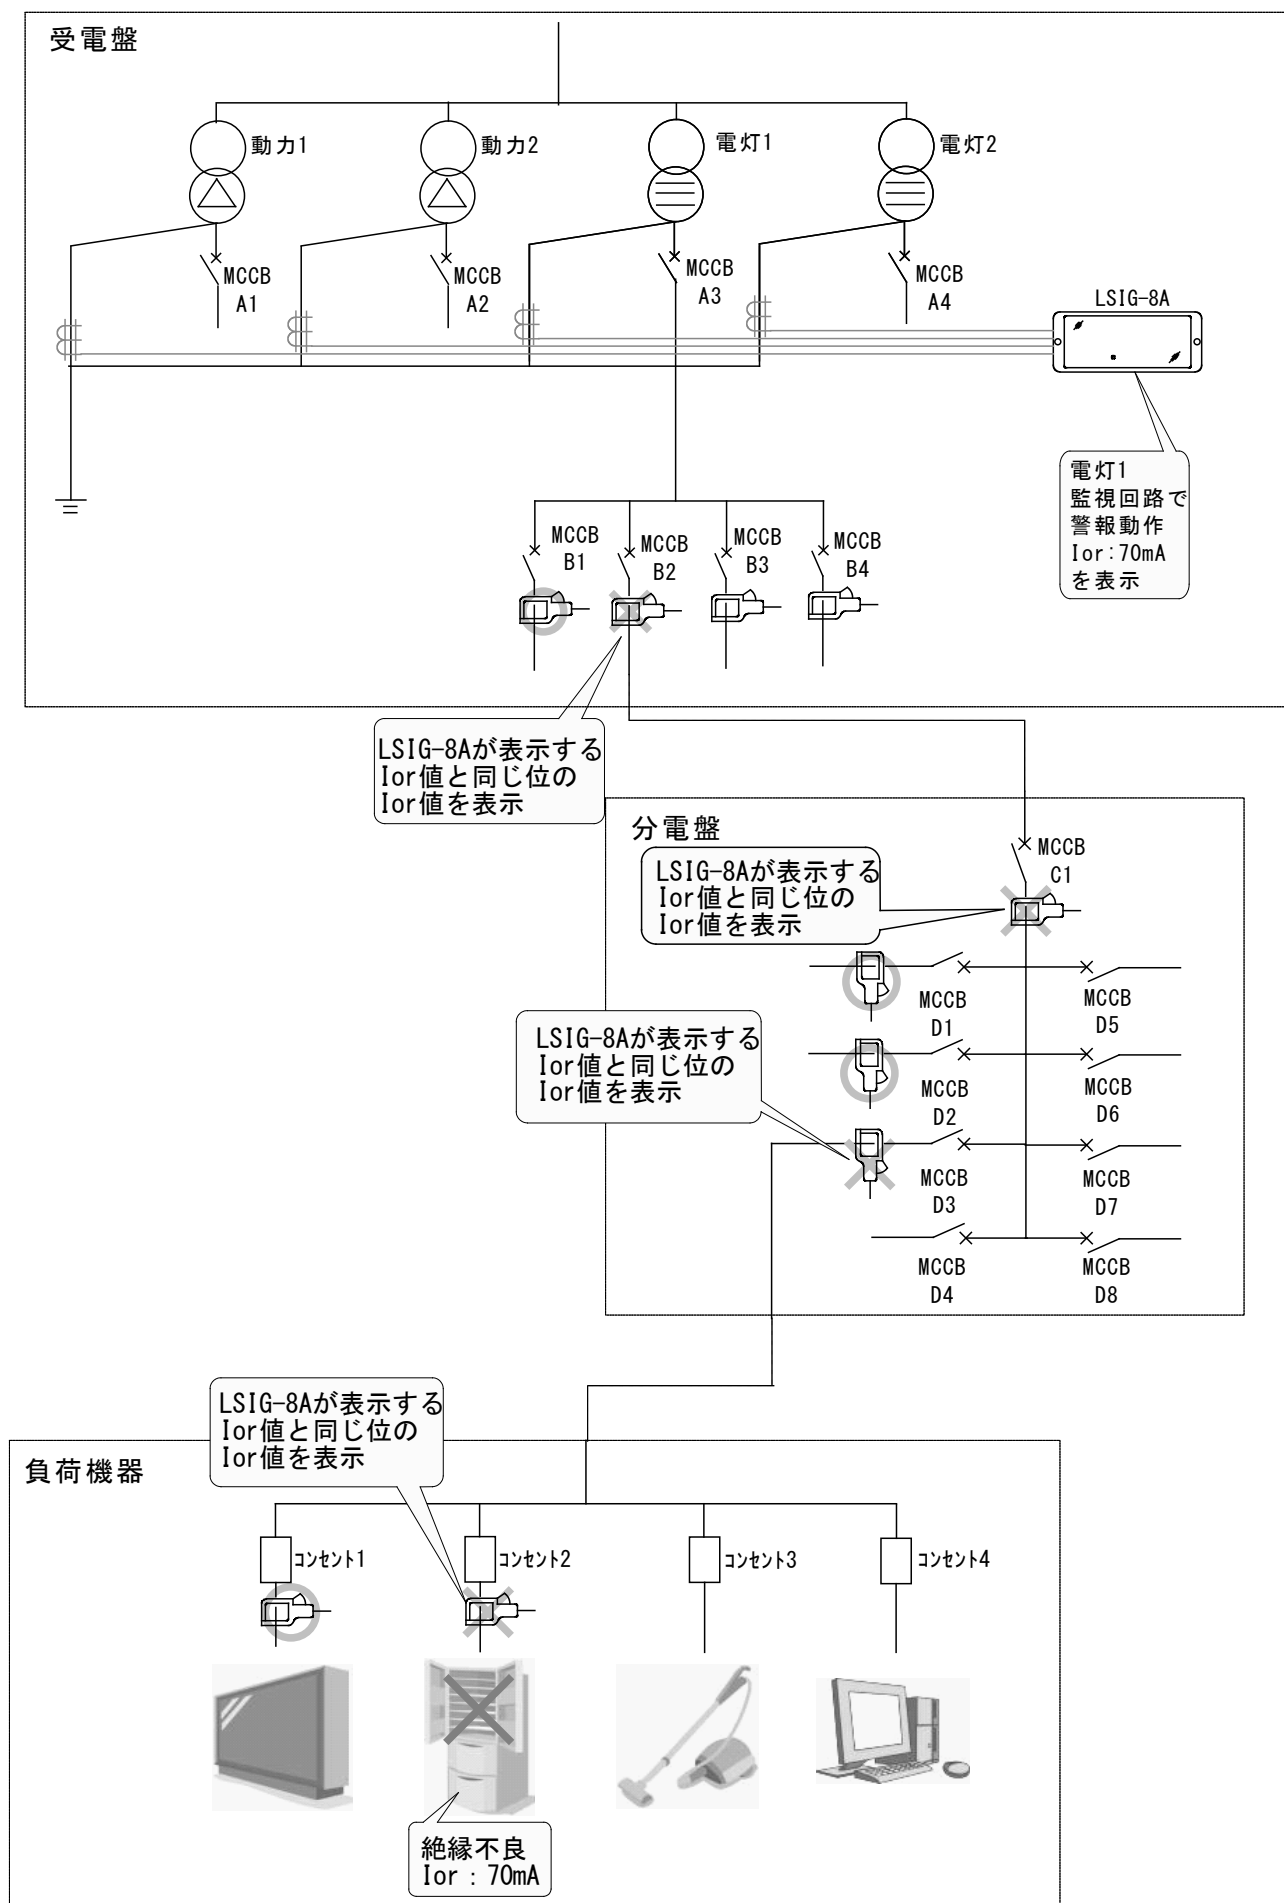 受電盤
動力1
動力2
電灯1
電灯2
MCCB
A1
MCCB
A2
MCCB
A3
MCCB
A4
LSIG-8A
電灯1
監視回路で
警報動作
Ior:70mA
を表示
MCCB
B1
MCCB
B2
MCCB
B3
MCCB
B4
LSIG-8Aが表示する
Ior値と同じ位の
Ior値を表示
分電盤
MCCB
C1
LSIG-8Aが表示する
Ior値と同じ位の
Ior値を表示
MCCB
D1
MCCB
D5
LSIG-8Aが表示する
Ior値と同じ位の
Ior値を表示
MCCB
D2
MCCB
D6
MCCB
D3
MCCB
D7
MCCB
D4
MCCB
D8
LSIG-8Aが表示する
Ior値と同じ位の
Ior値を表示
負荷機器
コンセント1
コンセント2
コンセント3
コンセント4
絶縁不良
Ior：70mA